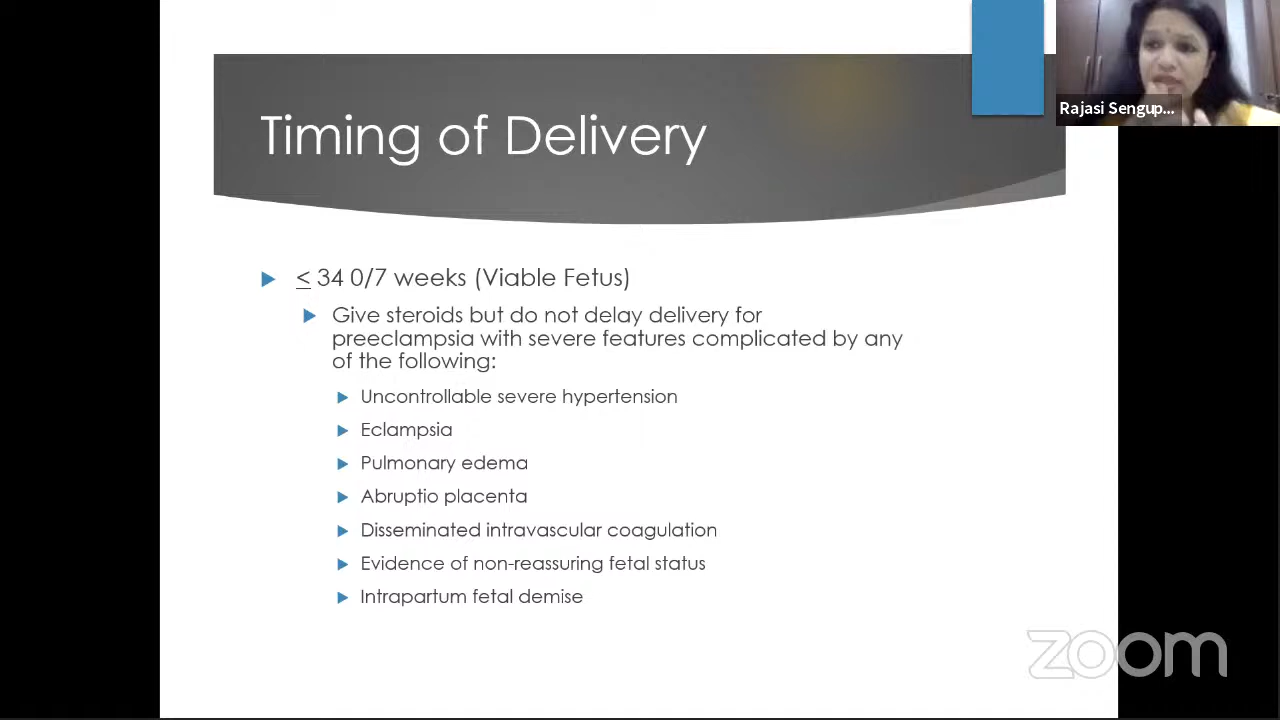 Rajasi Sengup...
Timing of Delivery
≤ 34 0/7 weeks (Viable Fetus)
Give steroids but do not delay delivery for
preeclampsia with severe features complicated by any
of the following:
Uncontrollable severe hypertension
Eclampsia
Pulmonary edema
Abruptio placenta
Disseminated intravascular coagulation
Evidence of non-reassuring fetal status
Intrapartum fetal demise
zoom